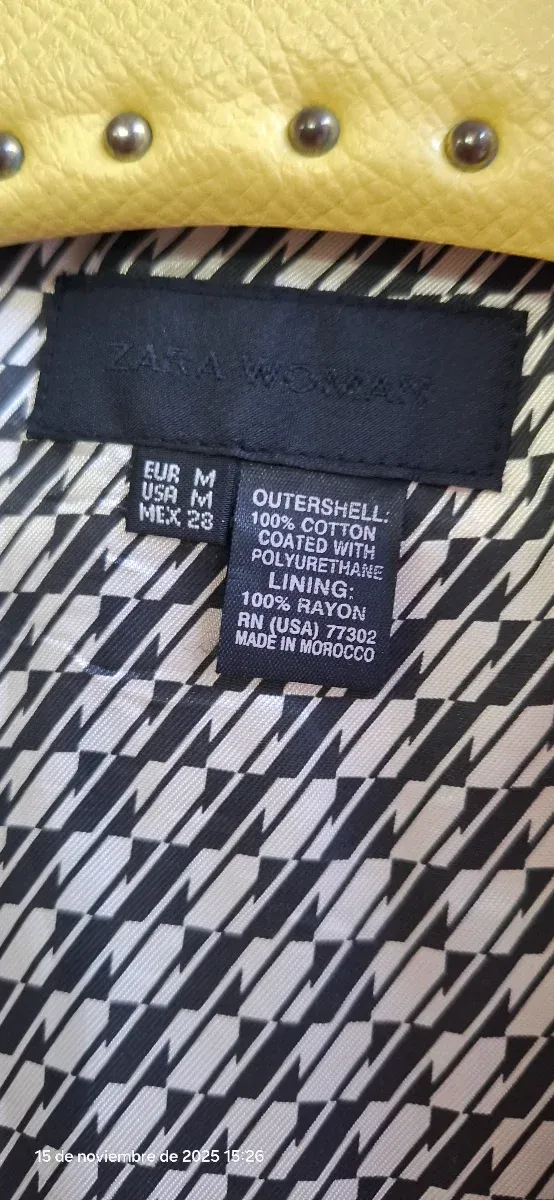 ZARA WOMAN
EUR M
USA M
MEX 28
OUTERSHELL:
100% COTTON
COATED WITH
POLYURETHANE
LINING:
100% RAYON
RN (USA) 77302
MADE IN MOROCCO
15 de noviembre de 2025 15:26